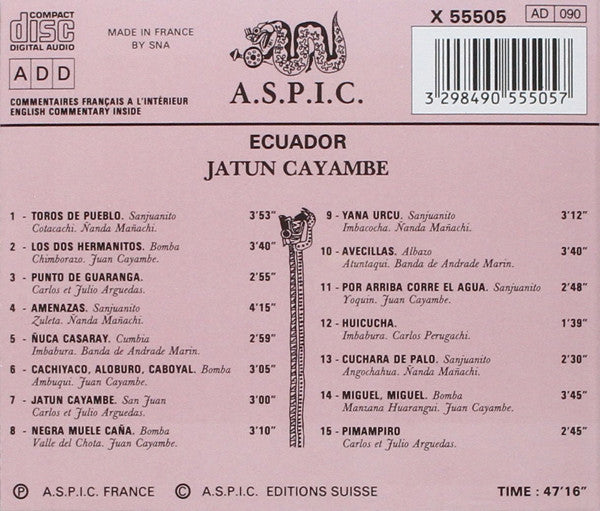 COMPACT
disc
DIGITAL AUDIO
MADE IN FRANCE
BY SNA
ADD
COMMENTAIRES FRANÇAIS A L'INTÉRIEUR
ENGLISH COMMENTARY INSIDE
A.S.P.I.C.
X 55505
AD 090
3 298490 555057
ECUADOR
JATUN CAYAMBE
1 - TOROS DE PUEBLO. Sanjuanito 3'53"
Cotacachi. Ñanda Mañachi.
2 - LOS DOS HERMANITOS. Bomba 3'40"
Chimborazo. Juan Cayambe.
3 - PUNTO DE GUARANGA. 2'55"
Carlos et Julio Arguedas.
4 - AMENAZAS. Sanjuanito 4'15"
Zuleta. Ñanda Mañachi.
5 - ÑUCA CASARAY. Cumbia 2'59"
Imbabura. Banda de Andrade Marin.
6 - CACHIYACO, ALOBURO, CABOYAL. Bomba 3'05"
Ambuqui. Juan Cayambe.
7 - JATUN CAYAMBE. San Juan 3'00"
Carlos et Julio Arguedas.
8 - NEGRA MUELE CAÑA. Bomba 3'10"
Valle del Chota. Juan Cayambe.
9 - YANA URCU. Sanjuanito 3'12"
Imbacocha. Ñanda Mañachi.
10 - AVECILLAS. Albazo 3'40"
Atuntaqui. Banda de Andrade Marin.
11 - POR ARRIBA CORRE EL AGUA. Sanjuanito 2'48"
Yoquin. Juan Cayambe.
12 - HUICUCHA. 1'39"
Imbabura. Carlos Perugachi.
13 - CUCHARA DE PALO. Sanjuanito 2'30"
Angochahua. Ñanda Mañachi.
14 - MIGUEL, MIGUEL. Bomba 3'45"
Manzana Huarangui. Juan Cayambe.
15 - PIMAMPIRO 2'45"
Carlos et Julio Arguedas.
Ⓟ A.S.P.I.C. FRANCE © A.S.P.I.C. EDITIONS SUISSE
TIME : 47'16"